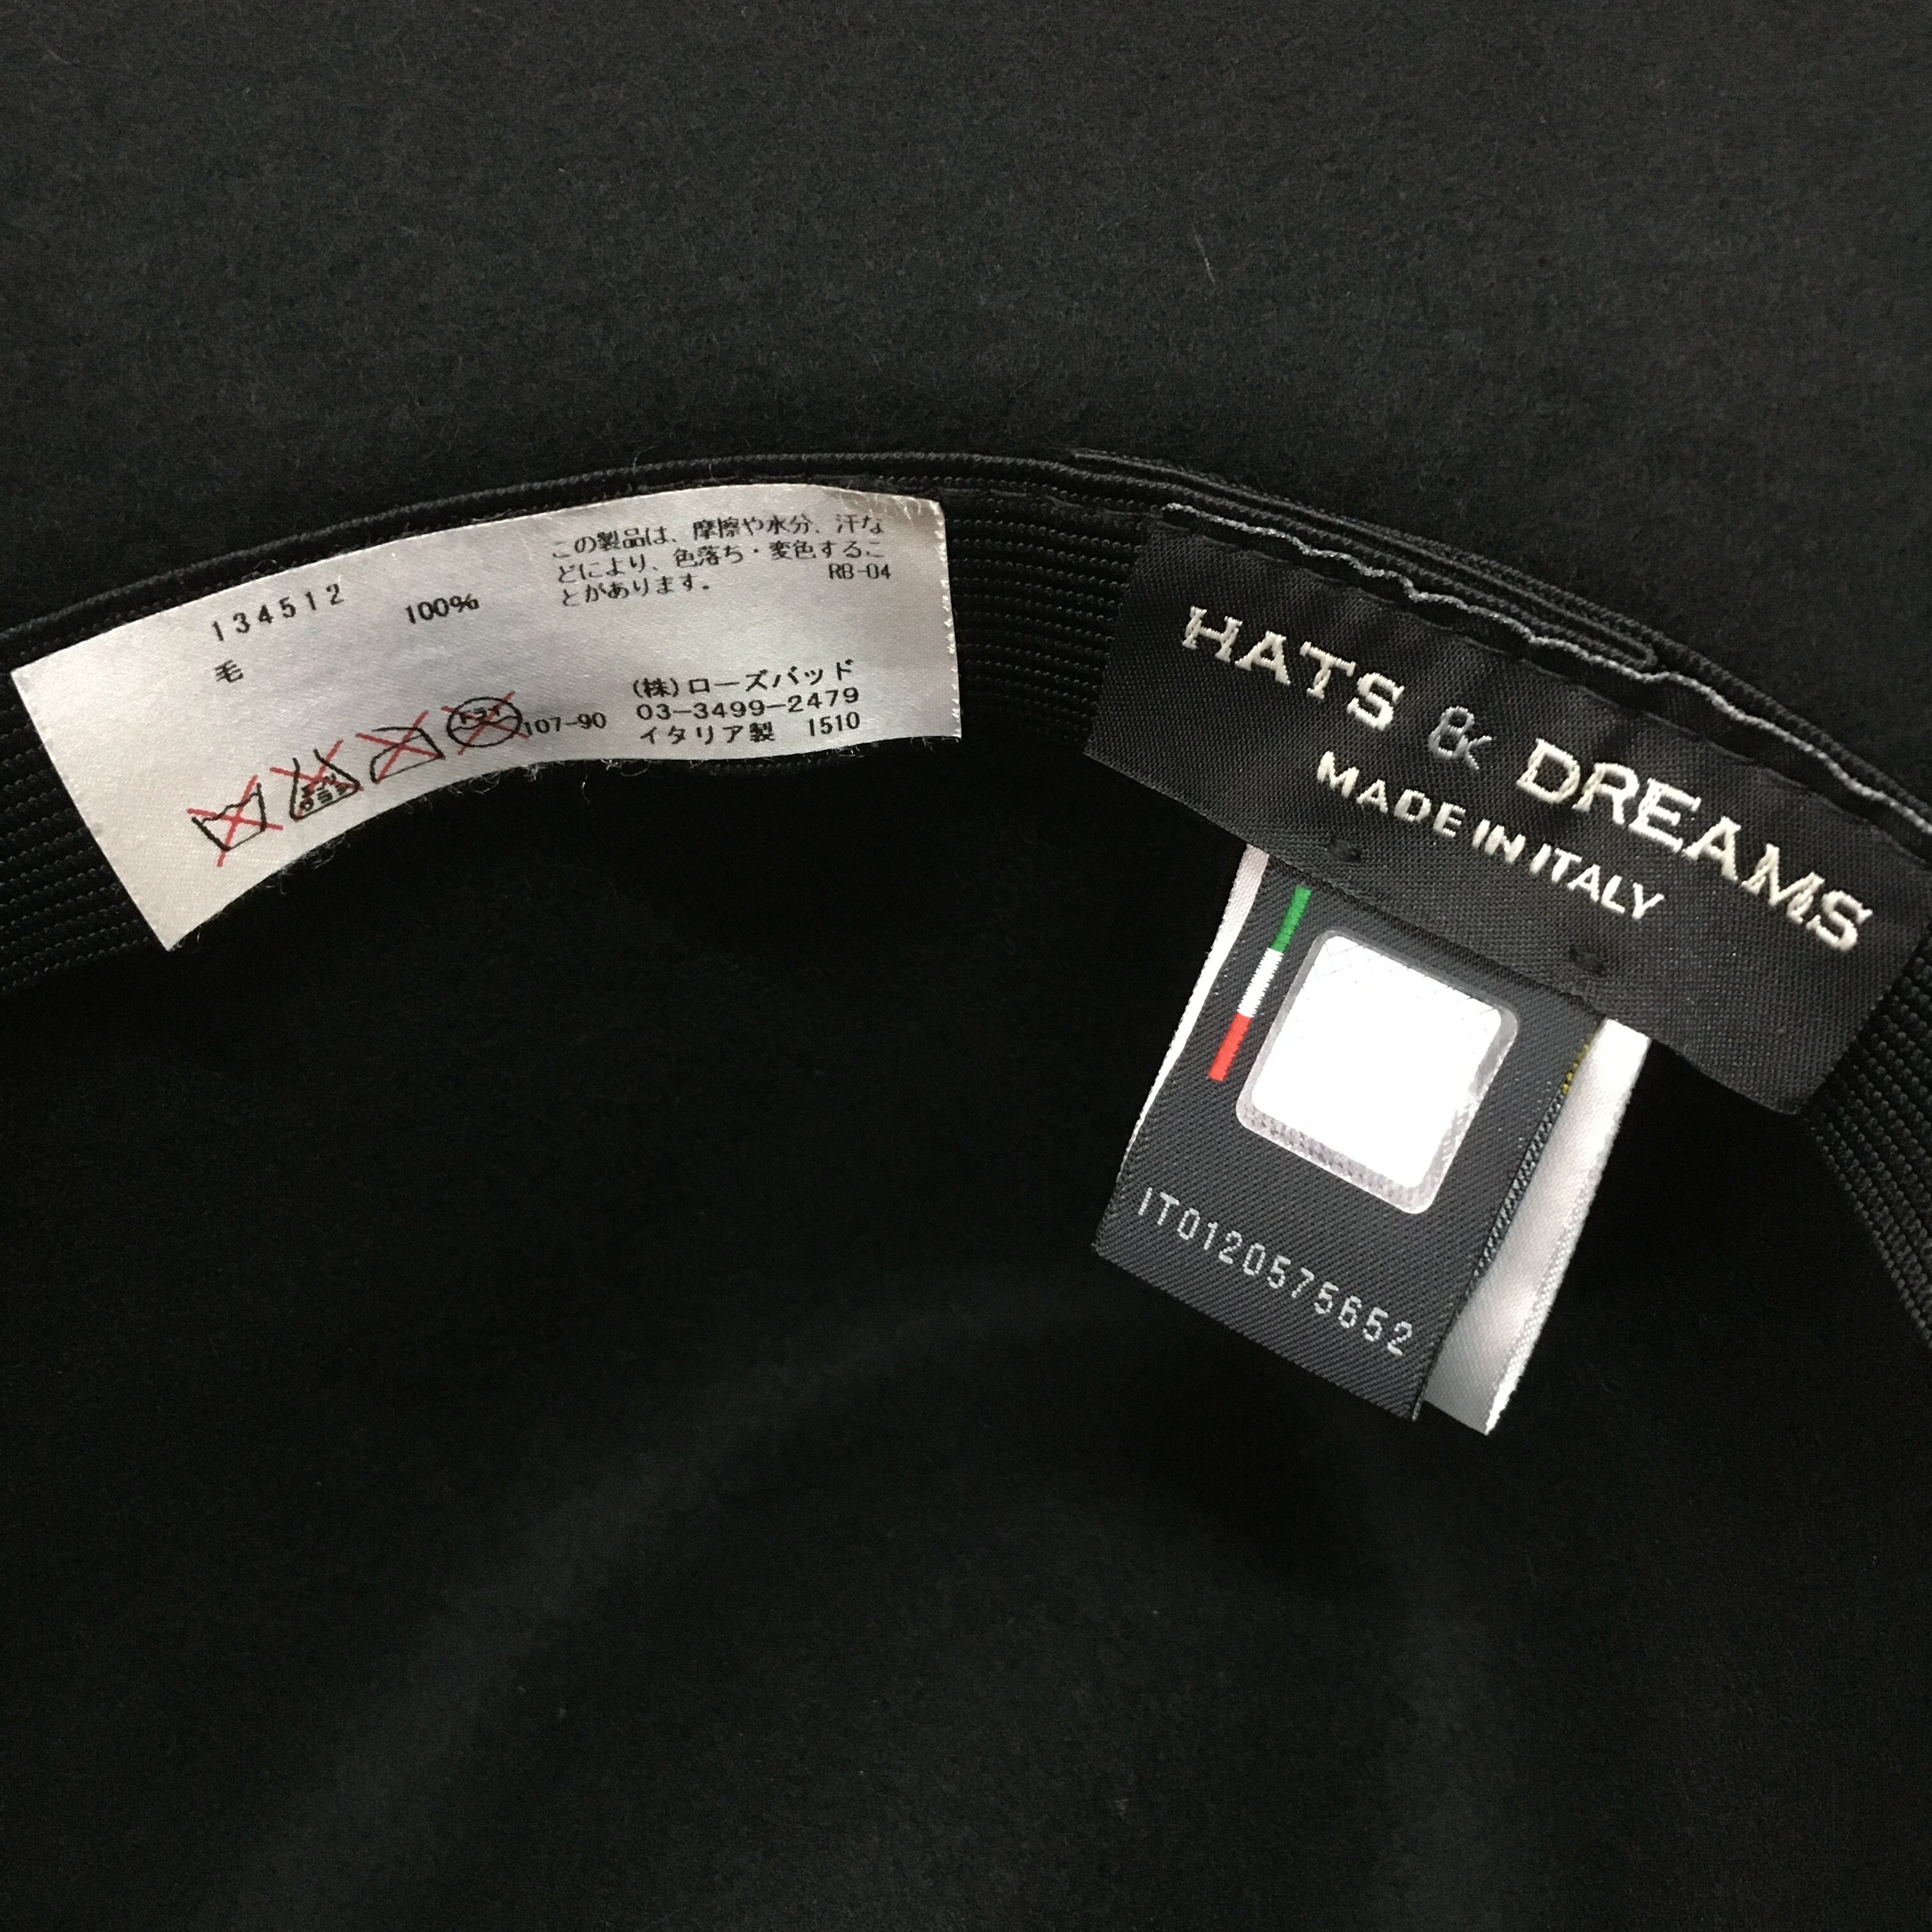 134512
毛
100%
この製品は、摩擦や水分、汗な
どにより、色落ち・変色するこ
とがあります。
RB-04
ドライ
107-90
(株)ローズバッド
03-3499-2479
イタリア製 1510
HATS & DREAMS
MADE IN ITALY
IT0120575652